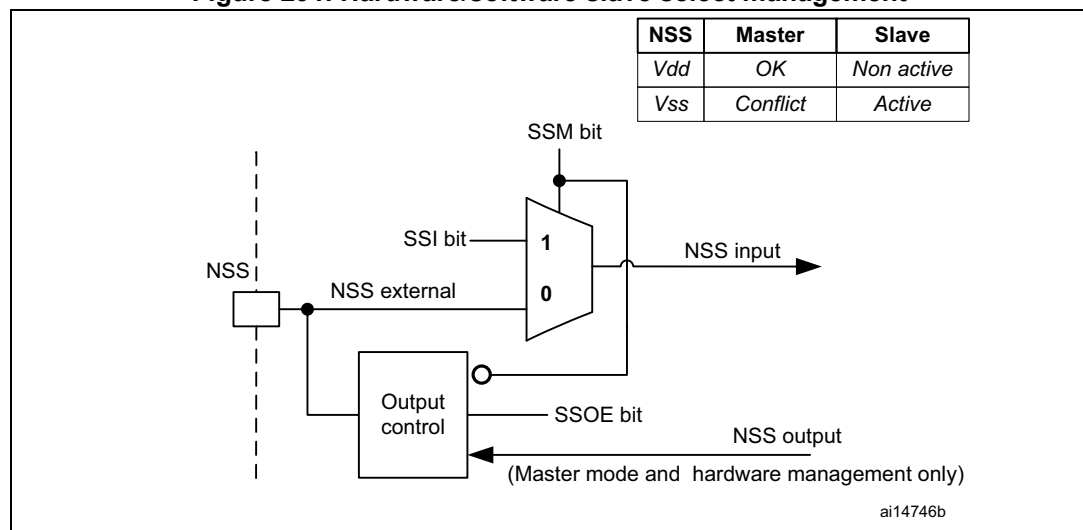 NSS Master Slave
Vdd OK Non active
Vss Conflict Active
SSM bit
SSI bit
1
NSS input
NSS
NSS external
0
Output
control
SSOE bit
NSS output
(Master mode and hardware management only)
ai14746b